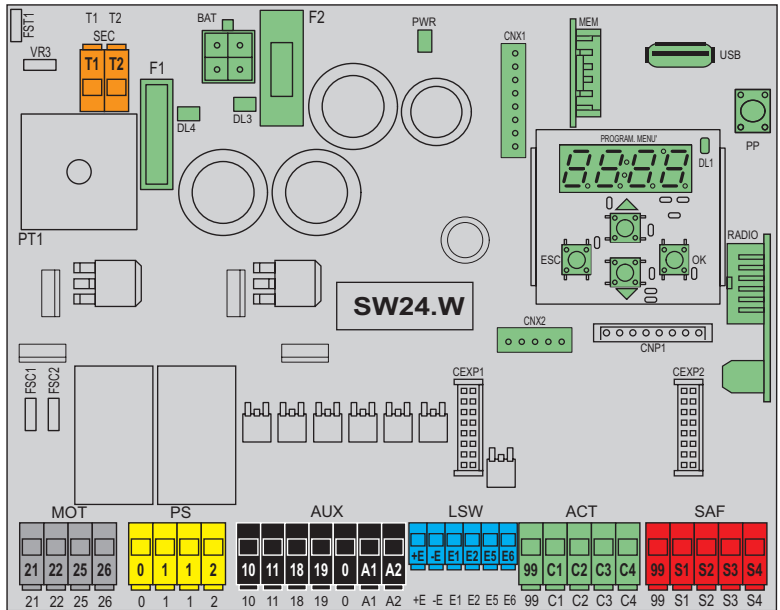 FST1
T1 T2
SEC
T1 T2
VR3
F1
BAT
F2
DL4
DL3
PWR
CNX1
MEM
USB
PP
PROGRAM. MENU'
DL1
8888
ESC
OK
RADIO
PT1
SW24.W
CNX2
CNP1
FSC1
FSC2
CEXP1
CEXP2
MOT PS AUX LSW ACT SAF
21 22 25 26 0 1 1 2 10 11 18 19 0 A1 A2 +E -E E1 E2 E5 E6 99 C1 C2 C3 C4 99 S1 S2 S3 S4
21 22 25 26 0 1 1 2 10 11 18 19 0 A1 A2 +E -E E1 E2 E5 E6 99 C1 C2 C3 C4 99 S1 S2 S3 S4